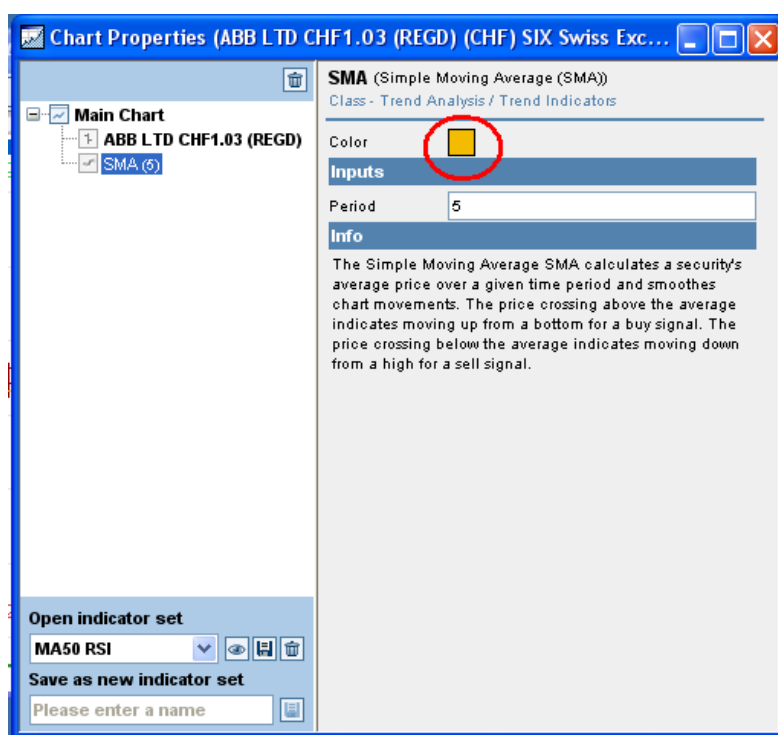 Chart Properties (ABB LTD CHF1.03 (REGD) (CHF) SIX Swiss Exc...
Main Chart
ABB LTD CHF1.03 (REGD)
SMA (5)
Open indicator set
MA50 RSI
Save as new indicator set
Please enter a name
SMA (Simple Moving Average (SMA))
Class - Trend Analysis / Trend Indicators
Color
Inputs
Period 5
Info
The Simple Moving Average SMA calculates a security's
average price over a given time period and smoothes
chart movements. The price crossing above the average
indicates moving up from a bottom for a buy signal. The
price crossing below the average indicates moving down
from a high for a sell signal.